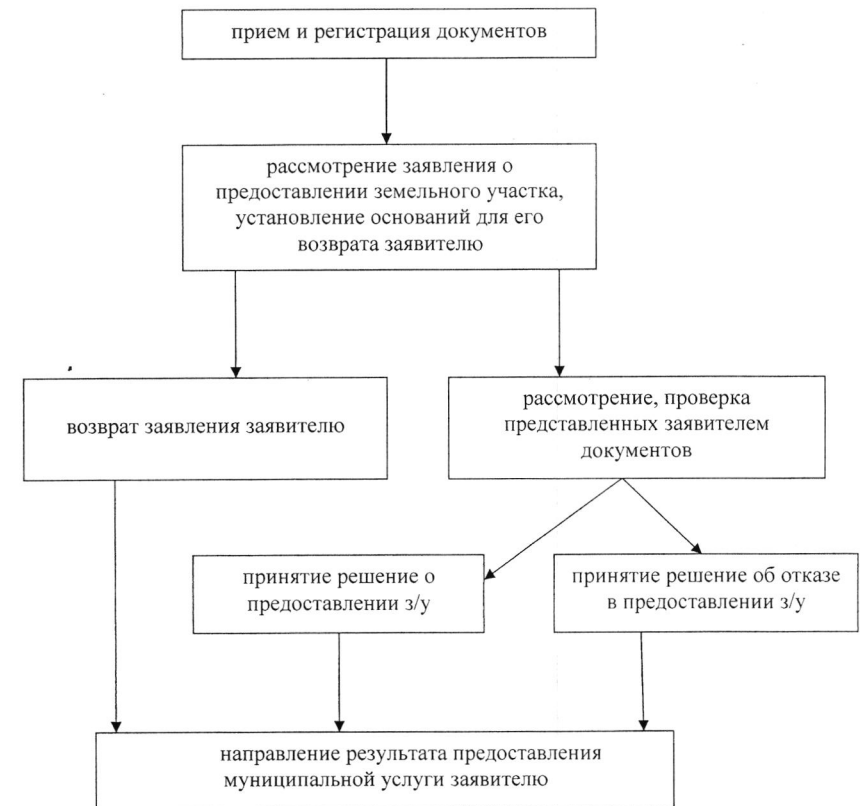 прием и регистрация документов
рассмотрение заявления о
предоставлении земельного участка,
установление оснований для его
возврата заявителю
возврат заявления заявителю
рассмотрение, проверка
представленных заявителем
документов
принятие решение о
предоставлении з/у
принятие решение об отказе
в предоставлении з/у
направление результата предоставления
муниципальной услуги заявителю